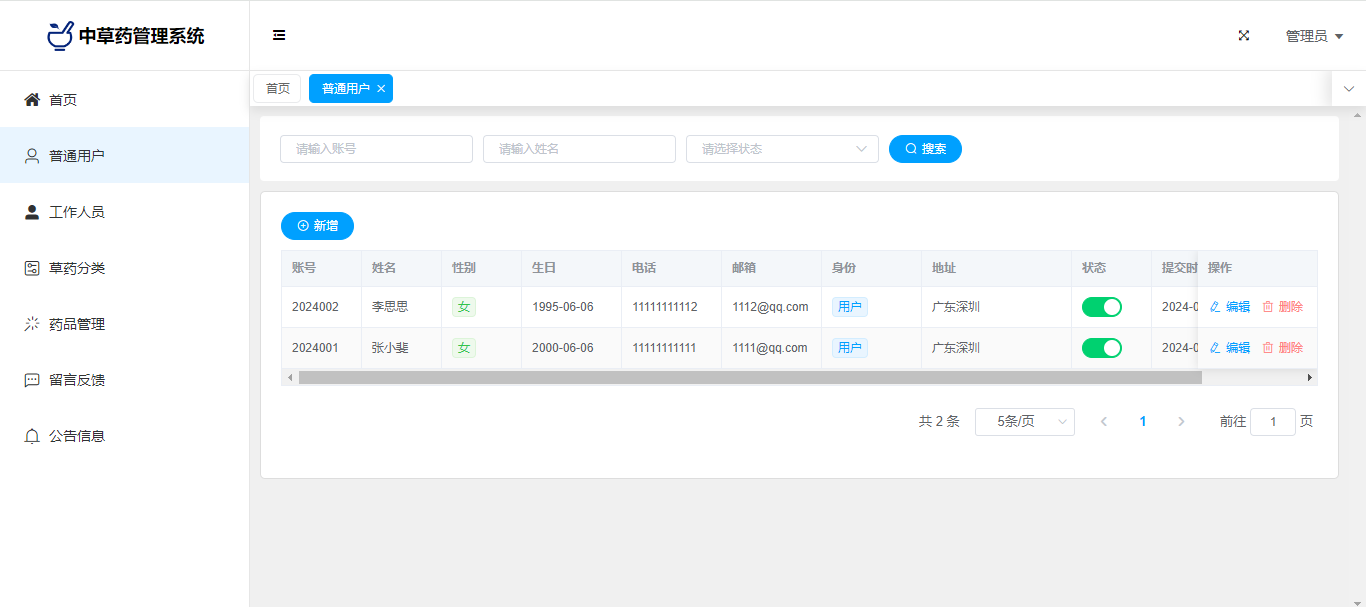 中草药管理系统
管理员
首页
普通用户
工作人员
草药分类
药品管理
留言反馈
公告信息
首页 普通用户
请输入账号 请输入姓名 请选择状态 搜索
新增
账号 姓名 性别 生日 电话 邮箱 身份 地址 状态 提交时 操作
2024002 李思思 女 1995-06-06 11111111112 1112@qq.com 用户 广东深圳 2024-0 编辑 删除
2024001 张小斐 女 2000-06-06 11111111111 1111@qq.com 用户 广东深圳 2024-0 编辑 删除
共 2 条 5条/页 1 前往 1 页